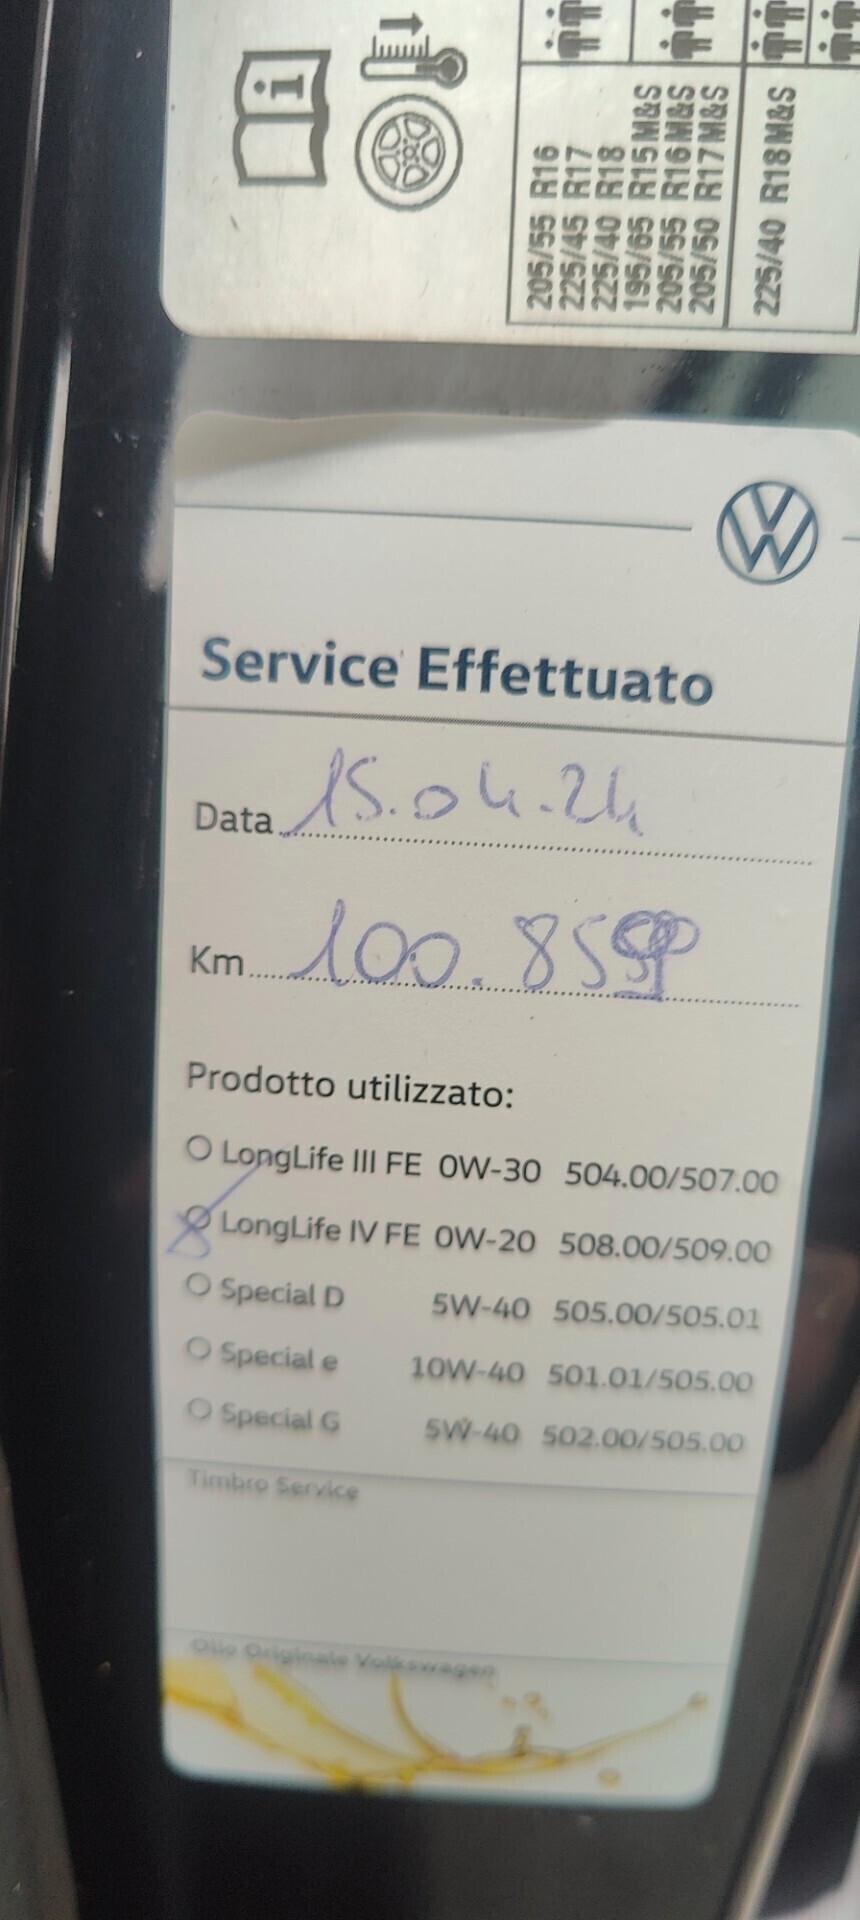 i
205/55 R16
225/45 R17
225/40 R18
195/65 R15 M&S
205/55 R16 M&S
205/50 R17 M&S
225/40 R18 M&S
Service Effettuato
Data 15.04.24
Km 100.85
Prodotto utilizzato:
LongLife III FE 0W-30 504.00/507.00
LongLife IV FE 0W-20 508.00/509.00
Special D 5W-40 505.00/505.01
Special e 10W-40 501.01/505.00
Special G 5W-40 502.00/505.00
Timbro Service
Olio Originale Volkswagen